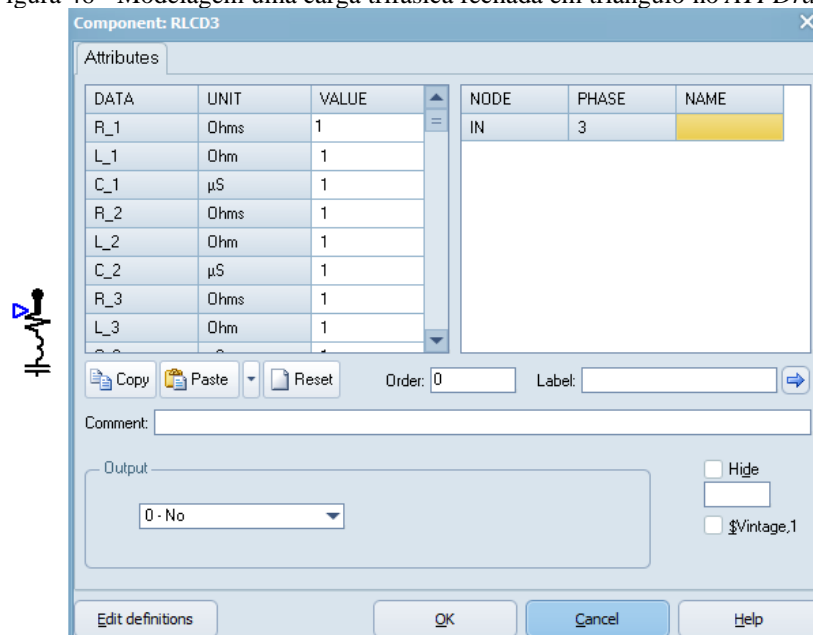 igura 46 - Modelagem uma carga trifásica fechada em triângulo no ATPD
Component: RLCD3
Attributes
DATA UNIT VALUE NODE PHASE NAME
R_1 Ohms 1 IN 3
L_1 Ohm 1
C_1 µS 1
R_2 Ohms 1
L_2 Ohm 1
C_2 µS 1
R_3 Ohms 1
L_3 Ohm 1
Copy Paste Reset Order: 0 Label:
Comment:
Output Hide
0 - No
$Vintage,1
Edit definitions OK Cancel Help